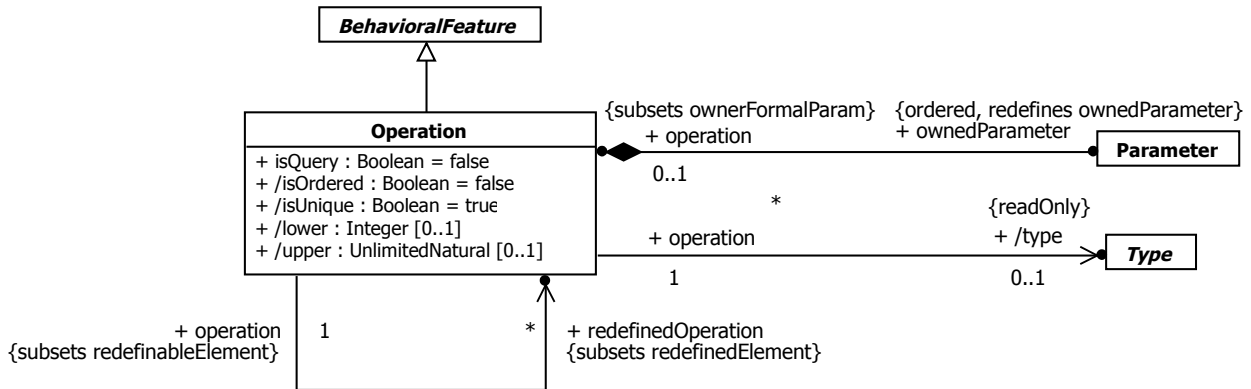 BehavioralFeature
Operation
+ isQuery : Boolean = false
+ /isOrdered : Boolean = false
+ /isUnique : Boolean = true
+ /lower : Integer [0..1]
+ /upper : UnlimitedNatural [0..1]
{subsets ownerFormalParam}
+ operation
0..1
{ordered, redefines ownedParameter}
+ ownedParameter
*
Parameter
+ operation
1
{readOnly}
+ /type
0..1
Type
+ operation
{subsets redefinableElement}
1
*
+ redefinedOperation
{subsets redefinedElement}